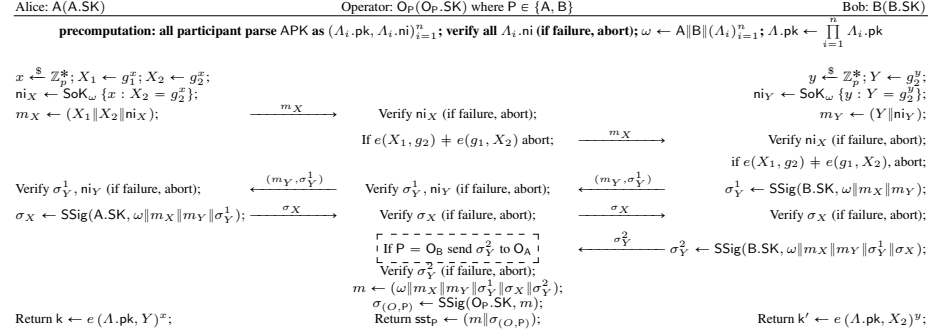 Alice: A(A.SK) Operator: O_P(O_P.SK) where P ∈ {A, B} Bob: B(B.SK)
precomputation: all participant parse APK as (Λ_i.pk, Λ_i.ni)_{i=1}^n; verify all Λ_i.ni (if failure, abort); ω ← A‖B‖(Λ_i)_{i=1}^n; Λ.pk ← ∏_{i=1}^n Λ_i.pk
x ←$ ℤ_p^*; X_1 ← g_1^x; X_2 ← g_2^x; y ←$ ℤ_p^*; Y ← g_2^y;
ni_X ← SoK_ω {x : X_2 = g_2^x}; ni_Y ← SoK_ω {y : Y = g_2^y};
m_X ← (X_1‖X_2‖ni_X); m_X ⟶ Verify ni_X (if failure, abort); m_Y ← (Y‖ni_Y);
If e(X_1, g_2) ≠ e(g_1, X_2) abort; m_X ⟶ Verify ni_X (if failure, abort);
if e(X_1, g_2) ≠ e(g_1, X_2), abort;
Verify σ_Y^1, ni_Y (if failure, abort); (m_Y, σ_Y^1) ⟵ Verify σ_Y^1, ni_Y (if failure, abort); (m_Y, σ_Y^1) ⟵ σ_Y^1 ← SSig(B.SK, ω‖m_X‖m_Y);
σ_X ← SSig(A.SK, ω‖m_X‖m_Y‖σ_Y^1); σ_X ⟶ Verify σ_X (if failure, abort); σ_X ⟶ Verify σ_X (if failure, abort);
If P = O_B send σ_Y^2 to O_A σ_Y^2 ⟵ σ_Y^2 ← SSig(B.SK, ω‖m_X‖m_Y‖σ_Y^1‖σ_X);
Verify σ_Y^2 (if failure, abort);
m ← (ω‖m_X‖m_Y‖σ_Y^1‖σ_X‖σ_Y^2);
σ_(O,P) ← SSig(O_P.SK, m);
Return k ← e (Λ.pk, Y)^x; Return sst_P ← (m‖σ_(O,P)); Return k′ ← e (Λ.pk, X_2)^y;